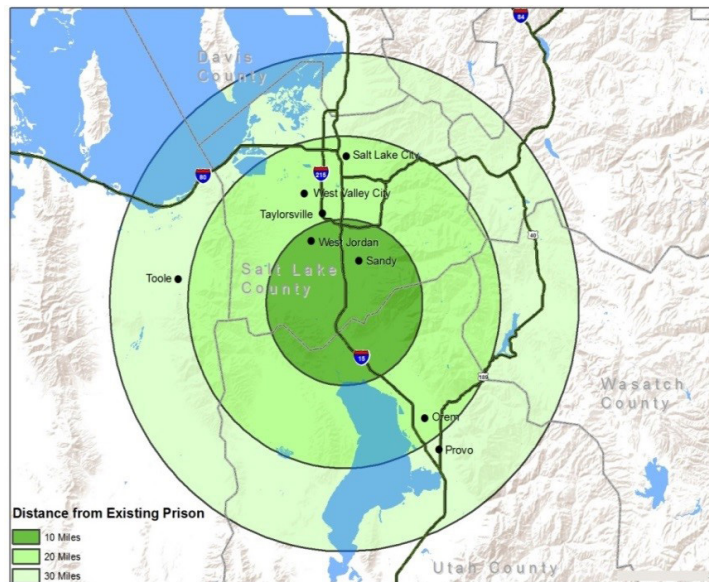 84
Davis
County
Salt Lake City
80
215
West Valley City
Taylorsville
West Jordan
40
Sandy
Toole
Salt Lake
County
15
189
Wasatch
County
Orem
Provo
Distance from Existing Prison
10 Miles
20 Miles
30 Miles
Utah County